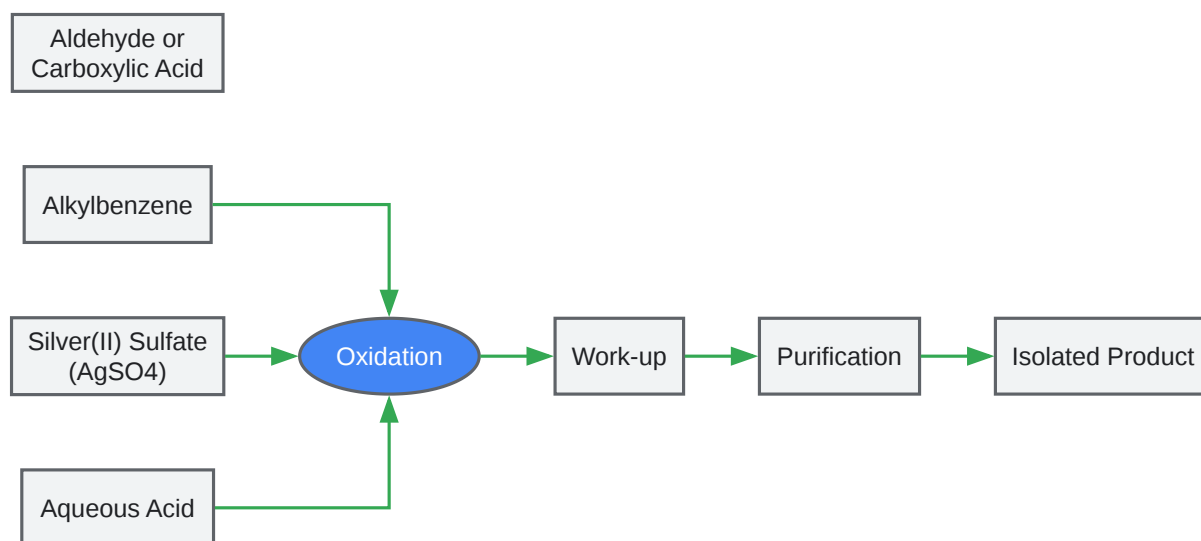 Aldehyde or
Carboxylic Acid
Alkylbenzene
Silver(II) Sulfate
(AgSO4)
Oxidation
Work-up
Purification
Isolated Product
Aqueous Acid